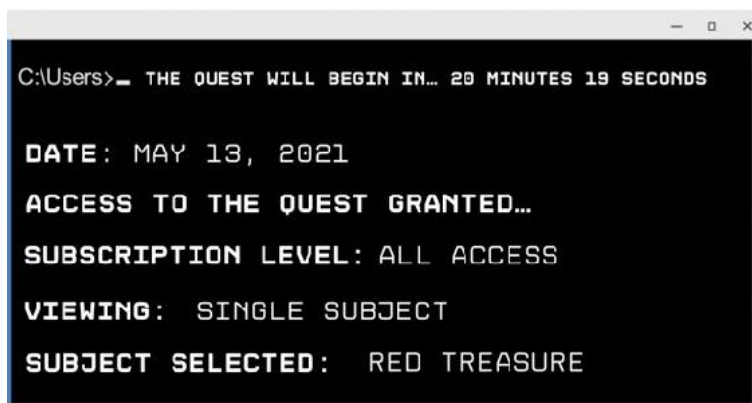 C:\Users>_ THE QUEST WILL BEGIN IN… 20 MINUTES 19 SECONDS
DATE: MAY 13, 2021
ACCESS TO THE QUEST GRANTED…
SUBSCRIPTION LEVEL: ALL ACCESS
VIEWING: SINGLE SUBJECT
SUBJECT SELECTED: RED TREASURE